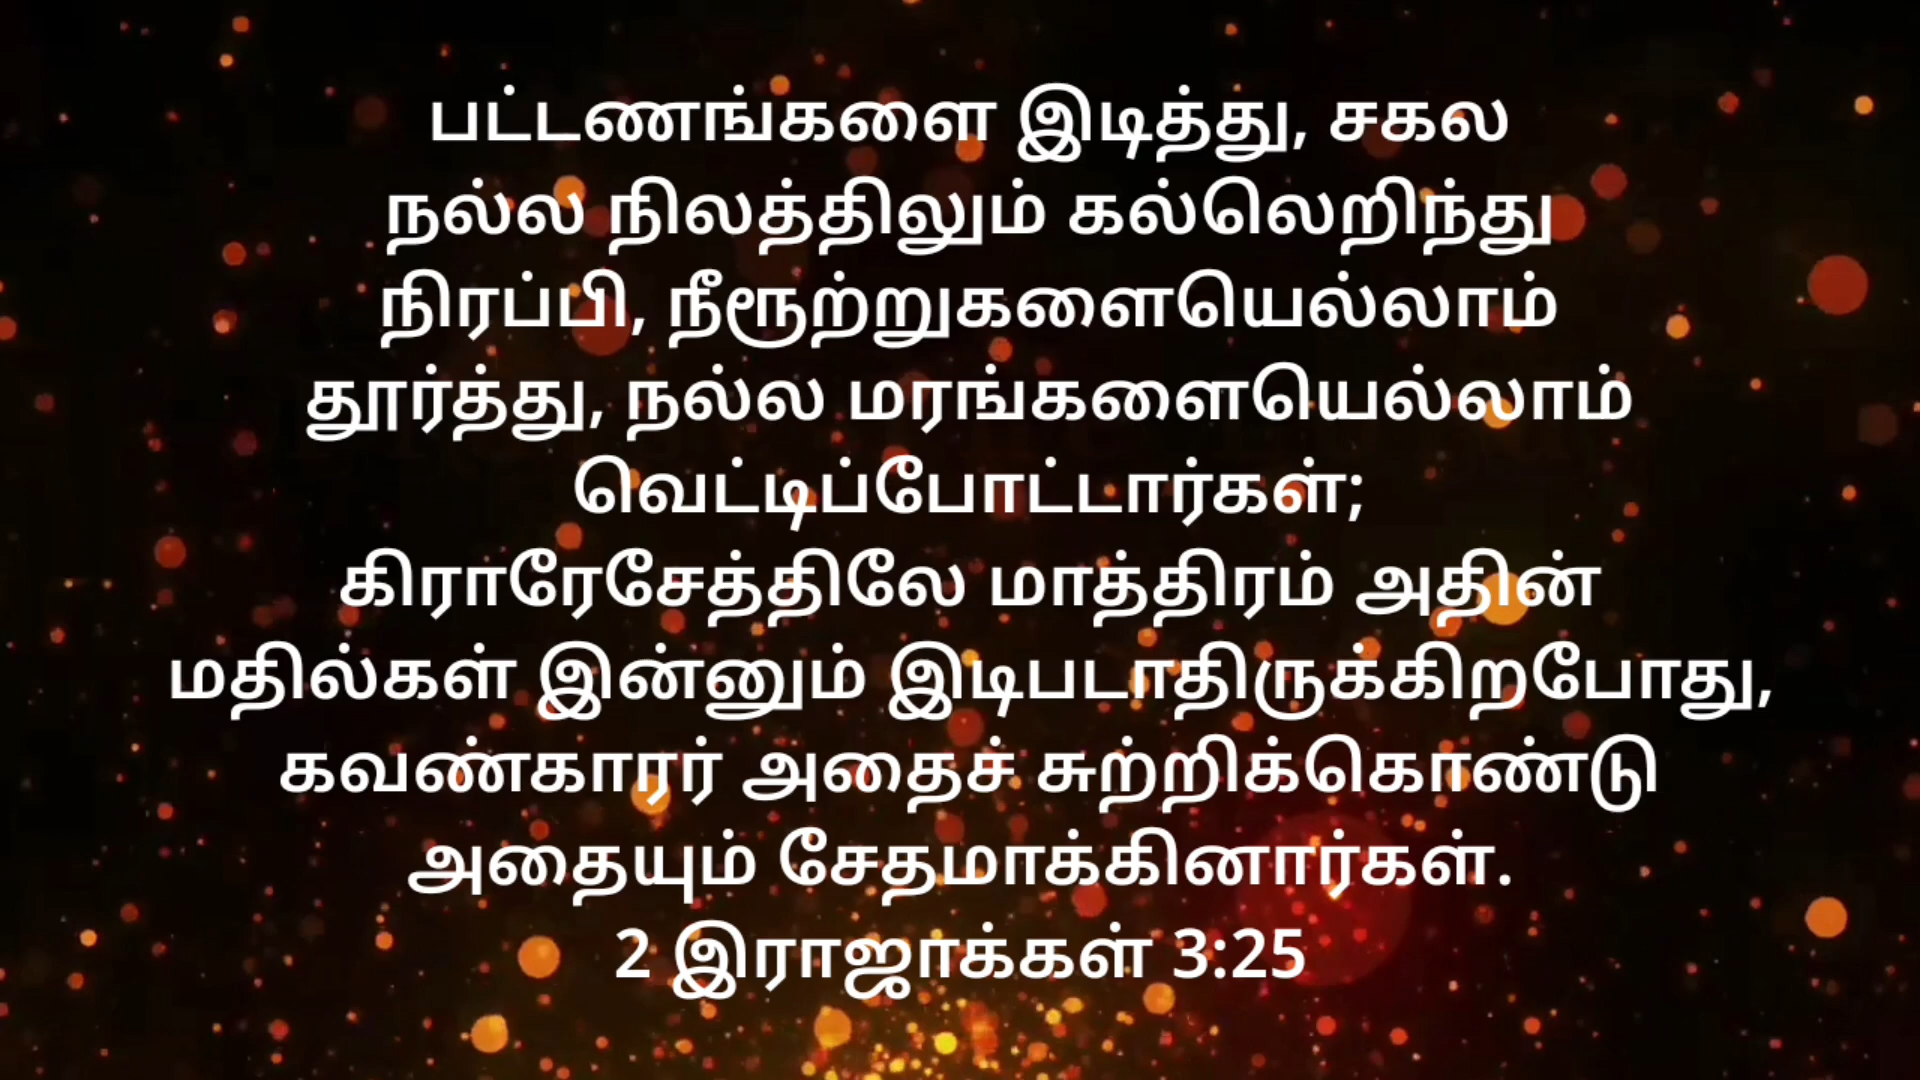 பட்டணங்களை இடித்து, சகல
நல்ல நிலத்திலும் கல்லெறிந்து
நிரப்பி, நீரூற்றுகளையெல்லாம்
தூர்த்து, நல்ல மரங்களையெல்லாம்
வெட்டிப்போட்டார்கள்;
கிராரேசேத்திலே மாத்திரம் அதின்
மதில்கள் இன்னும் இடிபடாதிருக்கிறபோது,
கவண்காரர் அதைச் சுற்றிக்கொண்டு
அதையும் சேதமாக்கினார்கள்.
2 இராஜாக்கள் 3:25